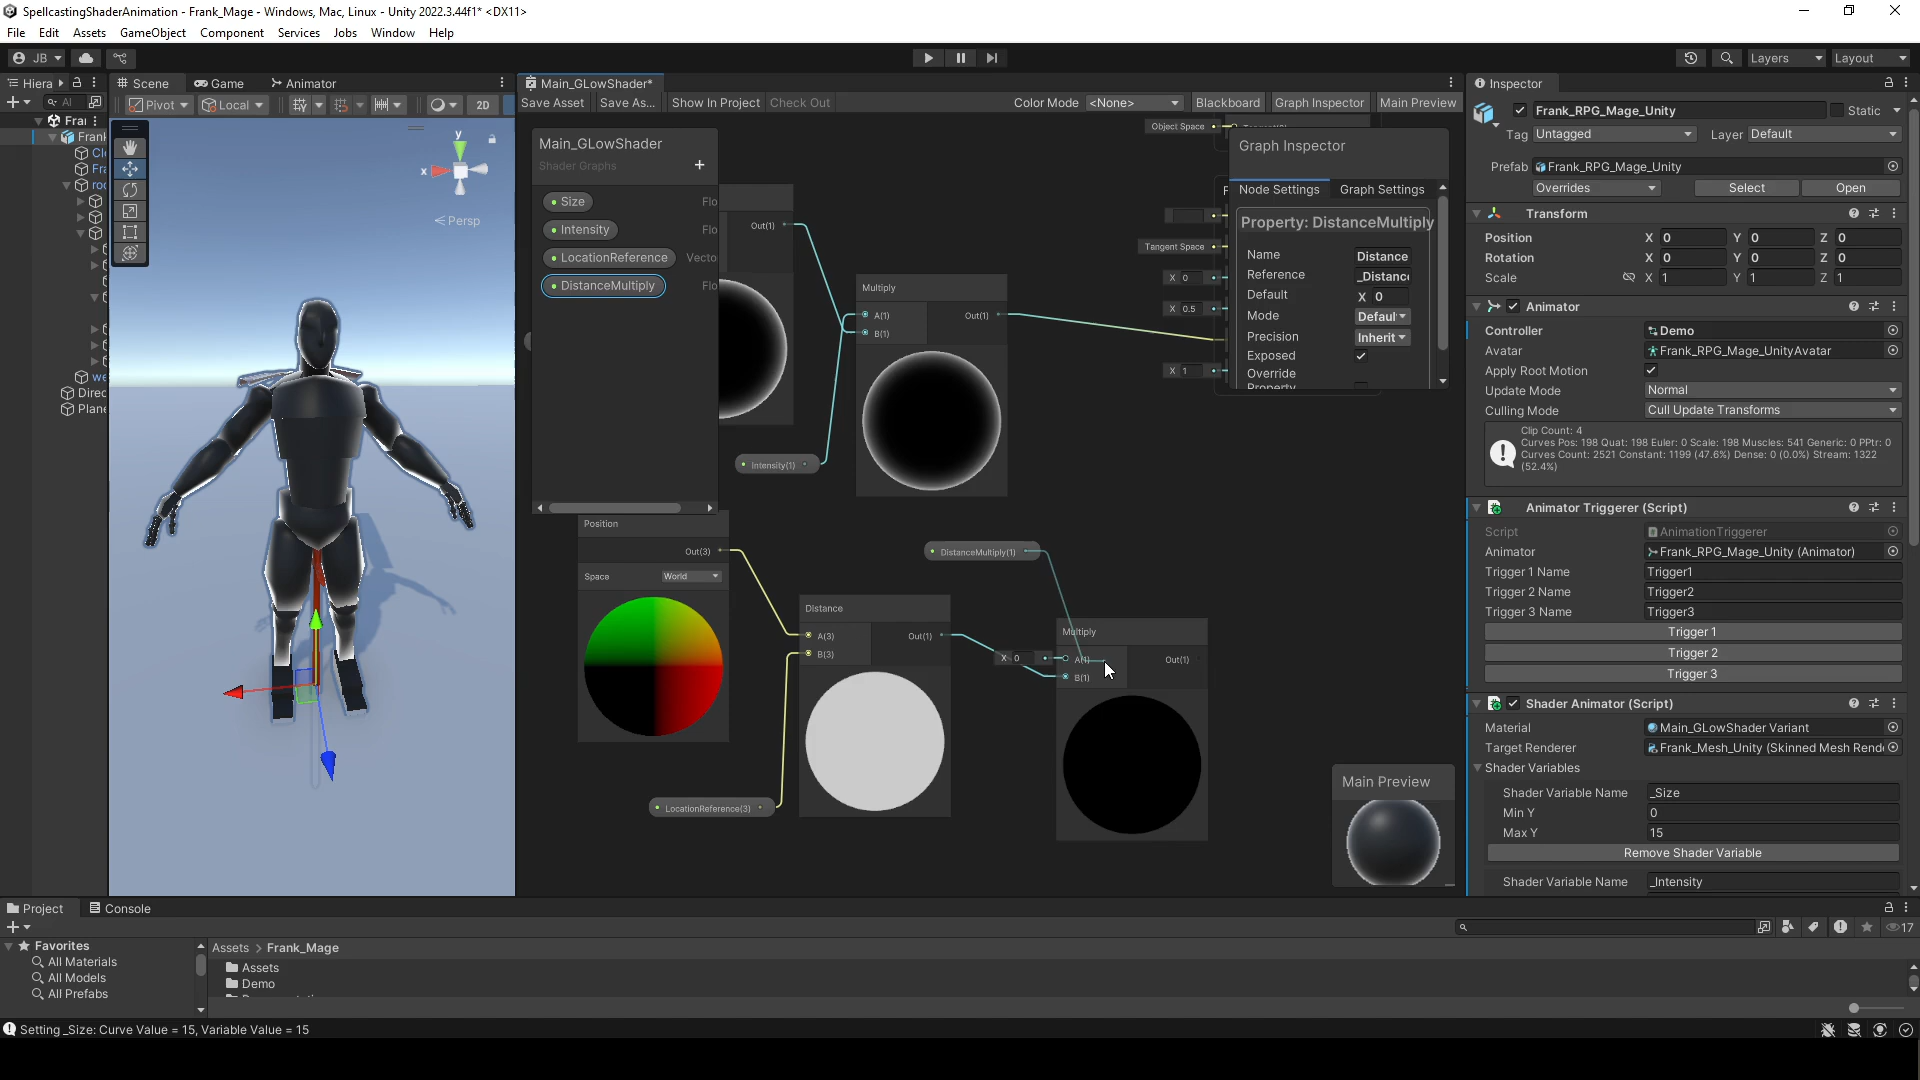 SpellcastingShaderAnimation - Frank_Mage - Windows, Mac, Linux - Unity 2022.3.44f1* <DX11>
File Edit Assets GameObject Component Services Jobs Window Help
JB Layers Layout
Hiera Scene Game Animator Main_GLowShader* Inspector
All Pivot Local 2D Save Asset Save As... Show In Project Check Out Color Mode <None> Blackboard Graph Inspector Main Preview
Frank_RPG_Mage_Unity Static
Tag Untagged Layer Default
Prefab Frank_RPG_Mage_Unity
Overrides Select Open
Transform
Position X 0 Y 0 Z 0
Rotation X 0 Y 0 Z 0
Scale X 1 Y 1 Z 1
Animator
Controller Demo
Avatar Frank_RPG_Mage_UnityAvatar
Apply Root Motion
Update Mode Normal
Culling Mode Cull Update Transforms
Clip Count: 4
Curves Pos: 198 Quat: 198 Euler: 0 Scale: 198 Muscles: 541 Generic: 0 PPtr: 0
Curves Count: 2521 Constant: 1199 (47.6%) Dense: 0 (0.0%) Stream: 1322
(52.4%)
Animator Triggerer (Script)
Script AnimationTriggerer
Animator Frank_RPG_Mage_Unity (Animator)
Trigger 1 Name Trigger1
Trigger 2 Name Trigger2
Trigger 3 Name Trigger3
Trigger 1
Trigger 2
Trigger 3
Shader Animator (Script)
Material Main_GLowShader Variant
Target Renderer Frank_Mesh_Unity (Skinned Mesh Rend
Shader Variables
Shader Variable Name _Size
Min Y 0
Max Y 15
Remove Shader Variable
Shader Variable Name _Intensity
y
x
Persp
Main_GLowShader
Shader Graphs
Size Flo
Intensity Flo
LocationReference Vecto
DistanceMultiply Flo
Out(1)
Multiply
A(1) Out(1)
B(1)
Intensity(1)
Object Space
Tangent Space
X 0
X 0.5
X 1
Graph Inspector
Node Settings Graph Settings
Property: DistanceMultiply
Name Distance
Reference _Distanc
Default X 0
Mode Defaul
Precision Inherit
Exposed
Override
Property
Position
Out(3)
Space World
DistanceMultiply(1)
Distance
A(3) Out(1)
B(3)
LocationReference(3)
Multiply
X 0 A(1) Out(1)
B(1)
Main Preview
Project Console
17
Favorites
All Materials
All Models
All Prefabs
Assets > Frank_Mage
Assets
Demo
Setting _Size: Curve Value = 15, Variable Value = 15